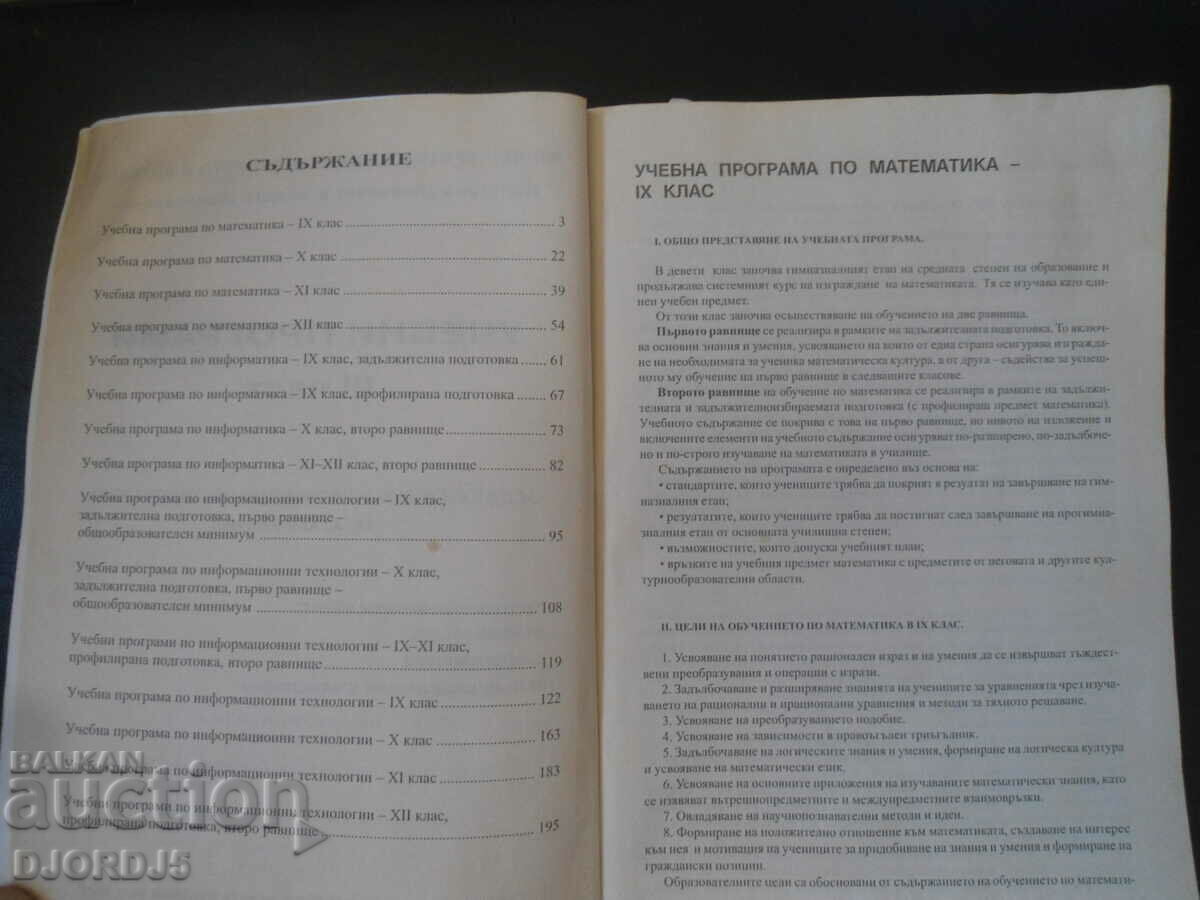 СЪДЪРЖАНИЕ
Учебна програма по математика – IX клас ........ 3
Учебна програма по математика – X клас ........ 22
Учебна програма по математика – XI клас ........ 39
Учебна програма по математика – XII клас ........ 54
Учебна програма по информатика – IX клас, задължителна подготовка ........ 61
Учебна програма по информатика – IX клас, профилирана подготовка ........ 67
Учебна програма по информатика – X клас, второ равнище ........ 73
Учебна програма по информатика – XI–XII клас, второ равнище ........ 82
Учебна програма по информационни технологии – IX клас,
задължителна подготовка, първо равнище –
общообразователен минимум ........ 95
Учебна програма по информационни технологии – X клас,
задължителна подготовка, първо равнище –
общообразователен минимум ........ 108
Учебни програми по информационни технологии – IX–XI клас,
профилирана подготовка, второ равнище ........ 119
Учебна програма по информационни технологии – IX клас ........ 122
Учебна програма по информационни технологии – X клас ........ 163
Учебна програма по информационни технологии – XI клас ........ 183
Учебни програми по информационни технологии – XII клас,
профилирана подготовка, второ равнище ........ 195
УЧЕБНА ПРОГРАМА ПО МАТЕМАТИКА –
IX КЛАС
I. ОБЩО ПРЕДСТАВЯНЕ НА УЧЕБНАТА ПРОГРАМА.
В девети клас започва гимназиалният етап на средната степен на образование и
продължава системният курс на изграждане на математиката. Тя се изучава като еди-
нен учебен предмет.
От този клас започва осъществяване на обучението на две равнища.
Първото равнище се реализира в рамките на задължителната подготовка. То включ-
ва основни знания и умения, усвояването на които от една страна осигурява изгражда-
не на необходимата за ученика математическа култура, а от друга – съдейства за успеш-
ното му обучение на първо равнище в следващите класове.
Второто равнище на обучение по математика се реализира в рамките на задължи-
телната и задължителноизбираемата подготовка (с профилиращ предмет математика).
Учебното съдържание се покрива с това на първо равнище, но нивото на изложение и
включените елементи на учебното съдържание осигуряват по-разширено, по-задълбоче-
но и по-строго изучаване на математиката в училище.
Съдържанието на програмата е определено въз основа на:
• стандартите, които учениците трябва да покрият в резултат на завършване на гим-
назиалния етап;
• резултатите, които учениците трябва да постигнат след завършване на прогимна-
зиалния етап от основната училищна степен;
• възможностите, които допуска учебният план;
• връзките на учебния предмет математика с предметите от неговата и другите кул-
турнообразователни области.
II. ЦЕЛИ НА ОБУЧЕНИЕТО ПО МАТЕМАТИКА В IX КЛАС.
1. Усвояване на понятието рационален израз и на умения да се извършват тъждест-
вени преобразувания и операции с изрази.
2. Задълбочаване и разширяване знанията на учениците за уравненията чрез изуча-
ването на рационални и ирационални уравнения и методи за тяхното решаване.
3. Усвояване на преобразуването подобие.
4. Усвояване на зависимости в правоъгълен триъгълник.
5. Задълбочаване на логическите знания и умения, формиране на логическа култура
и усвояване на математически език.
6. Усвояване на основните приложения на изучаваните математически знания, като
се изявяват вътрешнопредметните и междупредметните взаимовръзки.
7. Овладяване на научнопознавателни методи и идеи.
8. Формиране на положително отношение към математиката, създаване на интерес
към нея и мотивация на учениците за придобиване на знания и умения и формиране на
граждански позиции.
Образователните цели са обосновани от съдържанието на обучението по математи-
BALKAN
auction
DJORDJ5